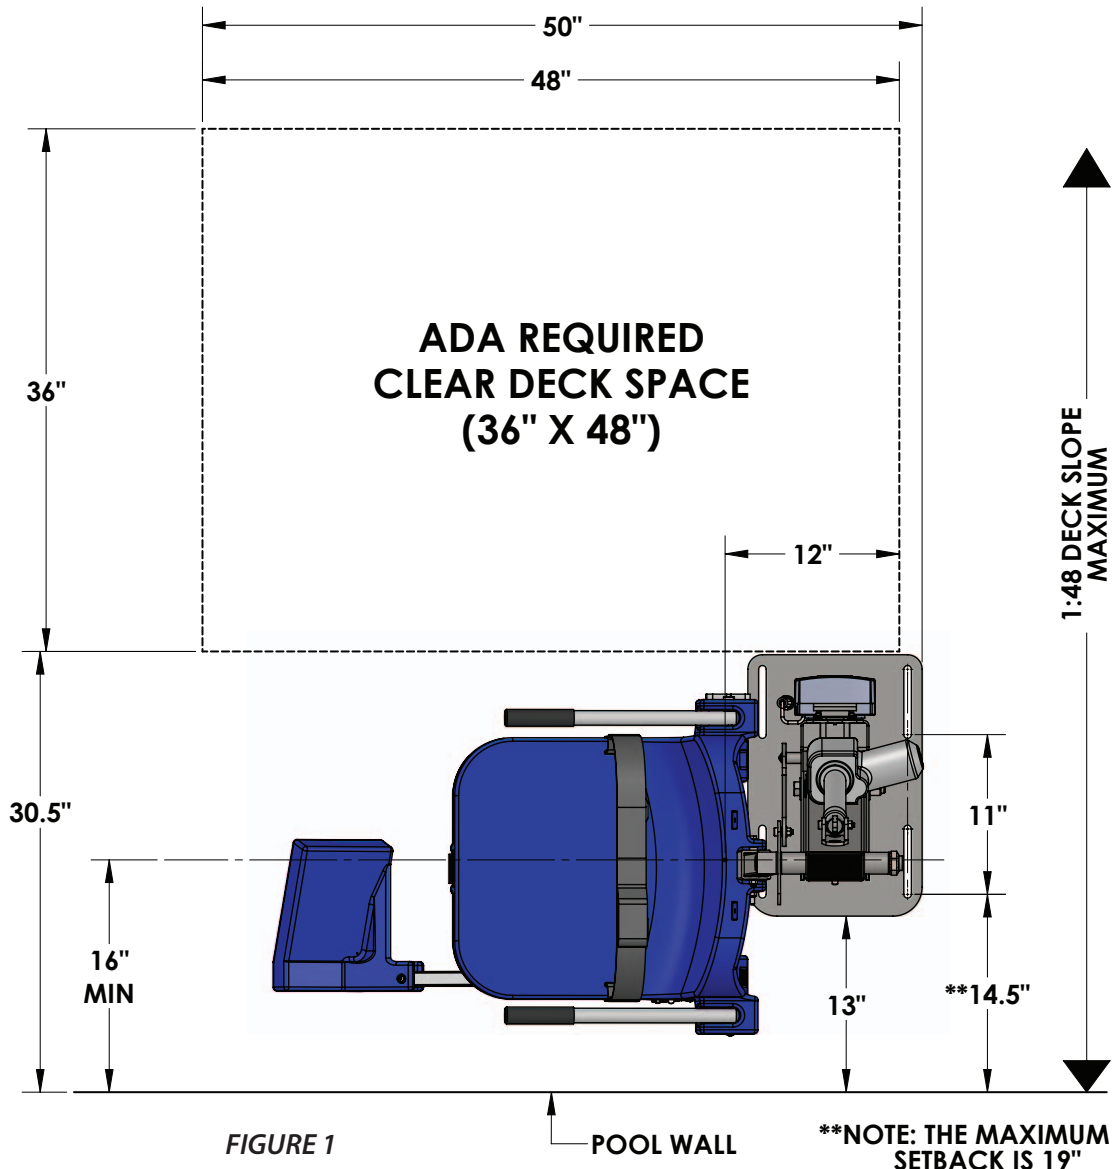 50"
48"
ADA REQUIRED
CLEAR DECK SPACE
(36" X 48")
36"
1:48 DECK SLOPE
MAXIMUM
12"
30.5"
11"
16"
MIN
13"
**14.5"
FIGURE 1
POOL WALL
**NOTE: THE MAXIMUM
SETBACK IS 19"